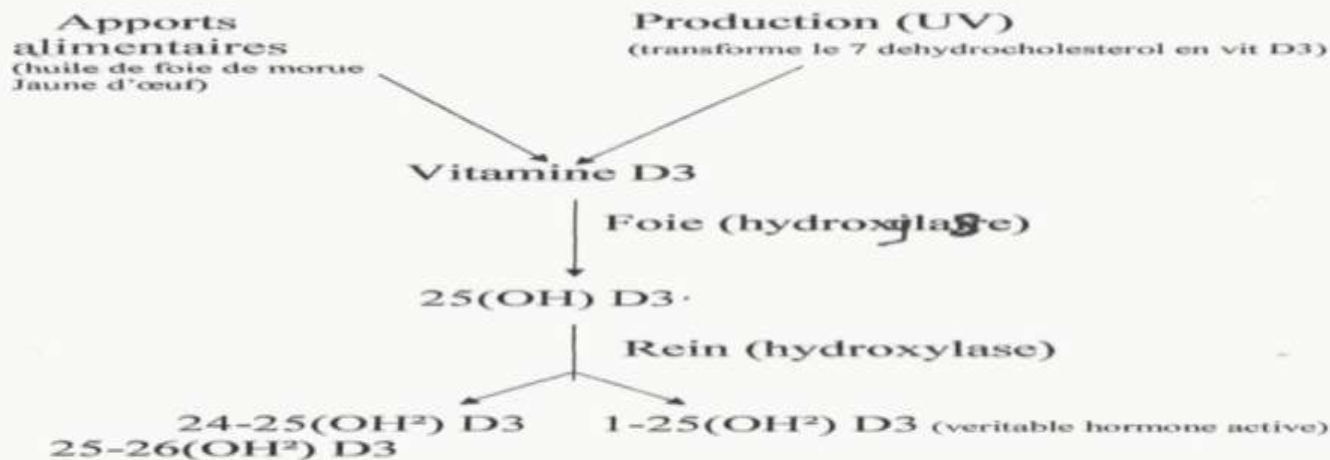 Apports
alimentaires
(huile de foie de morue
Jaune d'œuf)
Production (UV)
(transforme le 7 dehydrocholesterol en vit D3)
Vitamine D3
Foie (hydroxylase)
25(OH) D3
Rein (hydroxylase)
24-25(OH²) D3
25-26(OH²) D3
1-25(OH²) D3 (veritable hormone active)